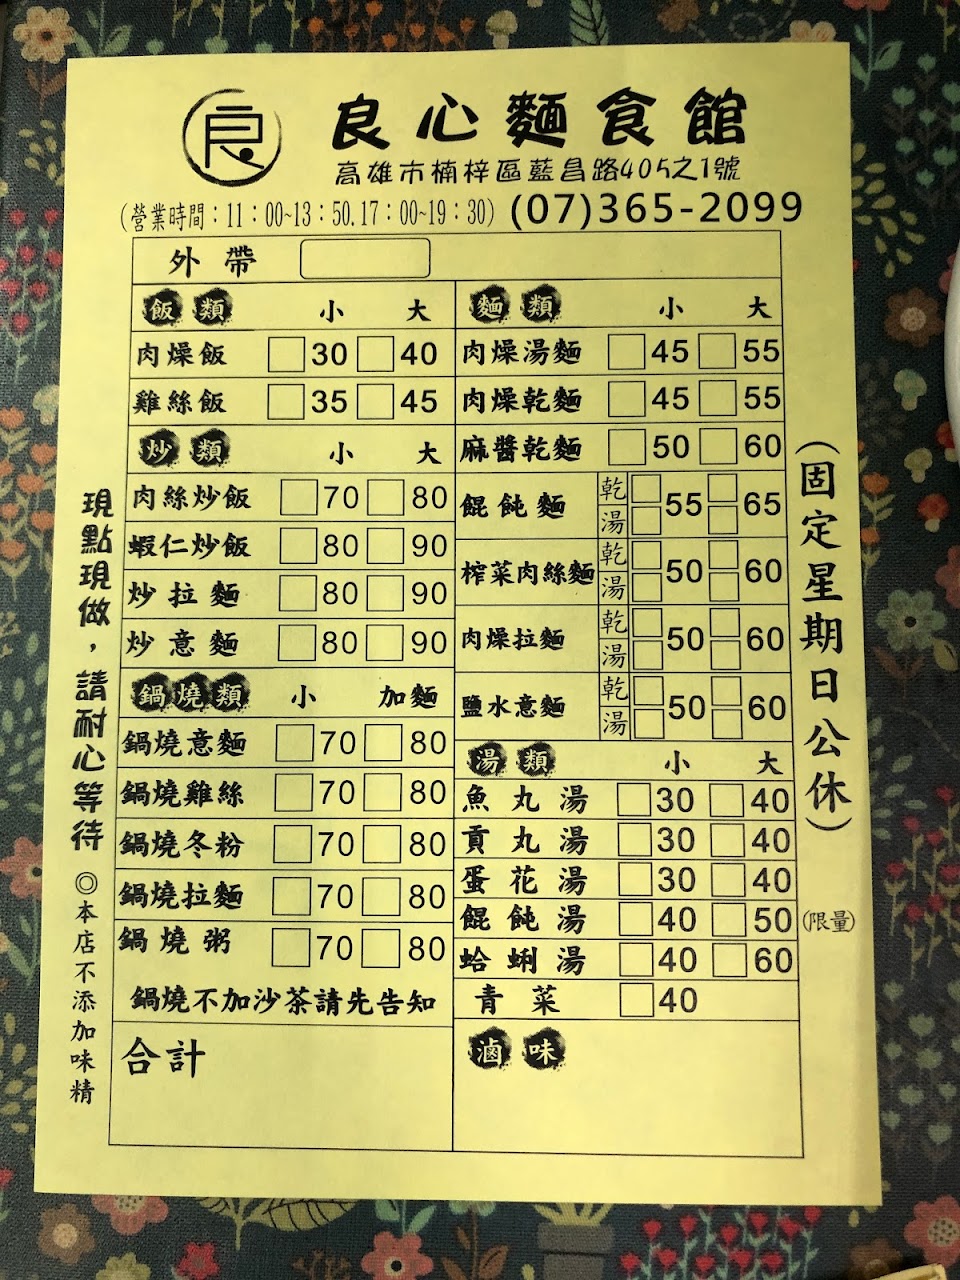 良 良心麵食館
高雄市楠梓區藍昌路405之1號
(營業時間：11：00~13：50.17：00~19：30) (07)365-2099
外帶
飯類 小 大
肉燥飯 30 40
雞絲飯 35 45
炒類 小 大
肉絲炒飯 70 80
蝦仁炒飯 80 90
炒拉麵 80 90
炒意麵 80 90
鍋燒類 小 加麵
鍋燒意麵 70 80
鍋燒雞絲 70 80
鍋燒冬粉 70 80
鍋燒拉麵 70 80
鍋燒粥 70 80
鍋燒不加沙茶請先告知
合計
麵類 小 大
肉燥湯麵 45 55
肉燥乾麵 45 55
麻醬乾麵 50 60
餛飩麵 乾 湯 55 65
榨菜肉絲麵 乾 湯 50 60
肉燥拉麵 乾 湯 50 60
鹽水意麵 乾 湯 50 60
湯類 小 大
魚丸湯 30 40
貢丸湯 30 40
蛋花湯 30 40
餛飩湯 40 50 (限量)
蛤蜊湯 40 60
青菜 40
滷味
(固定星期日公休)
現點現做，請耐心等待 ◎本店不添加味精